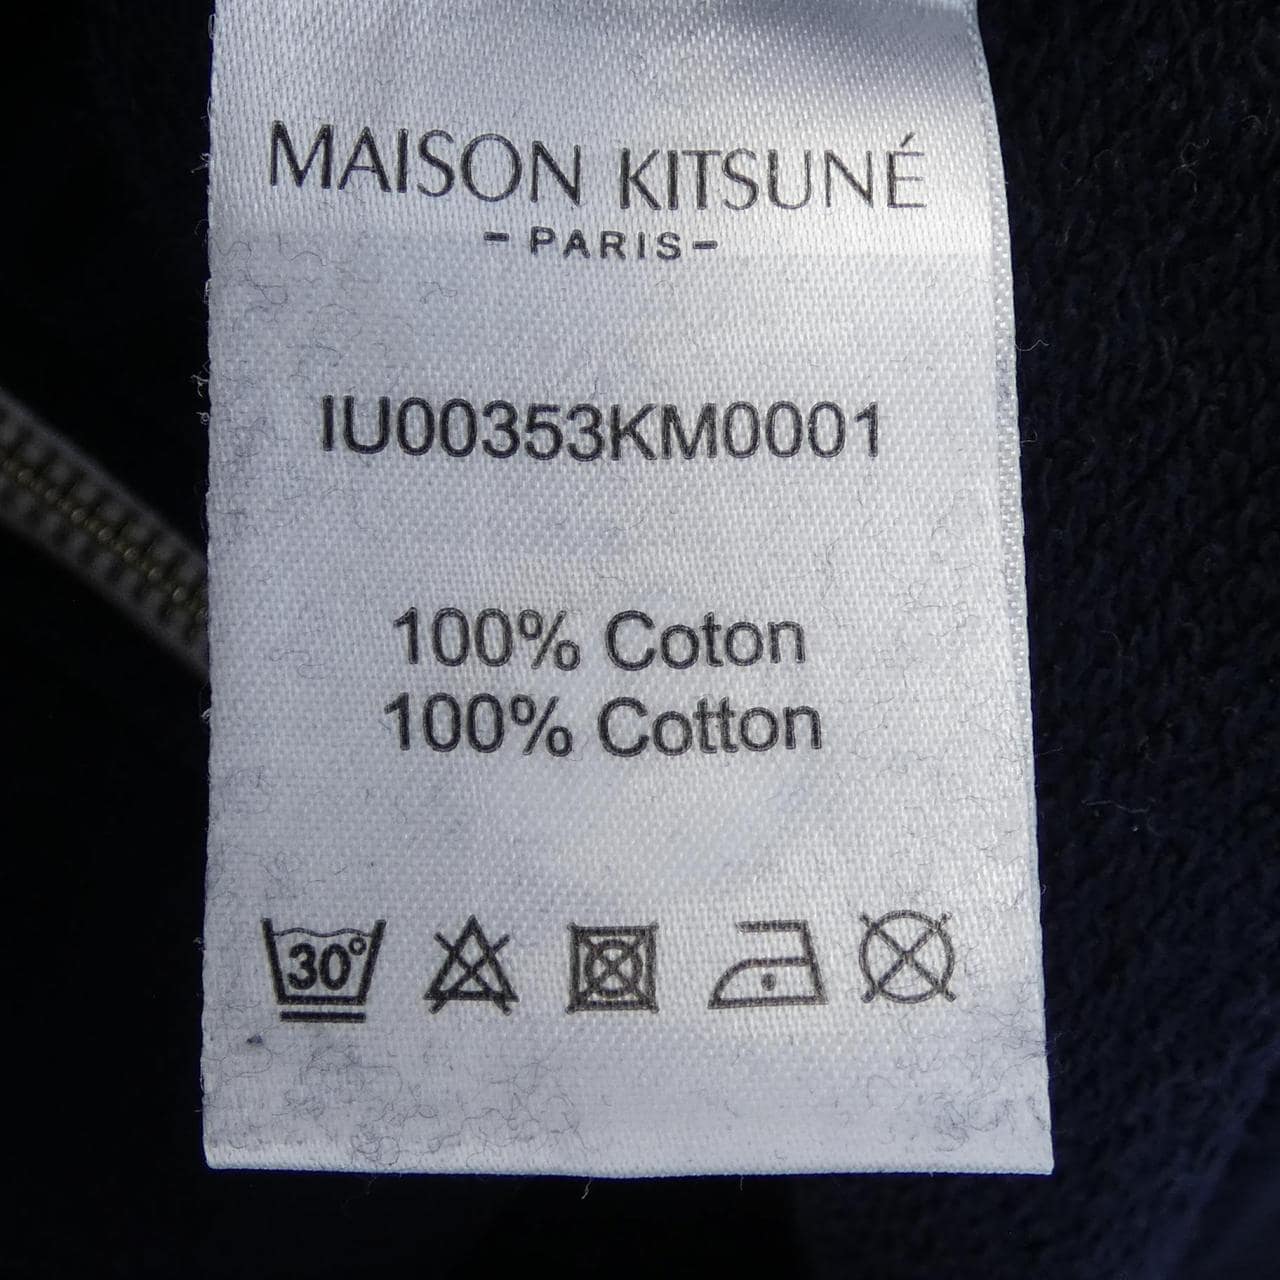 MAISON KITSUNÉ
- PARIS -
IU00353KM0001
100% Coton
100% Cotton
30°